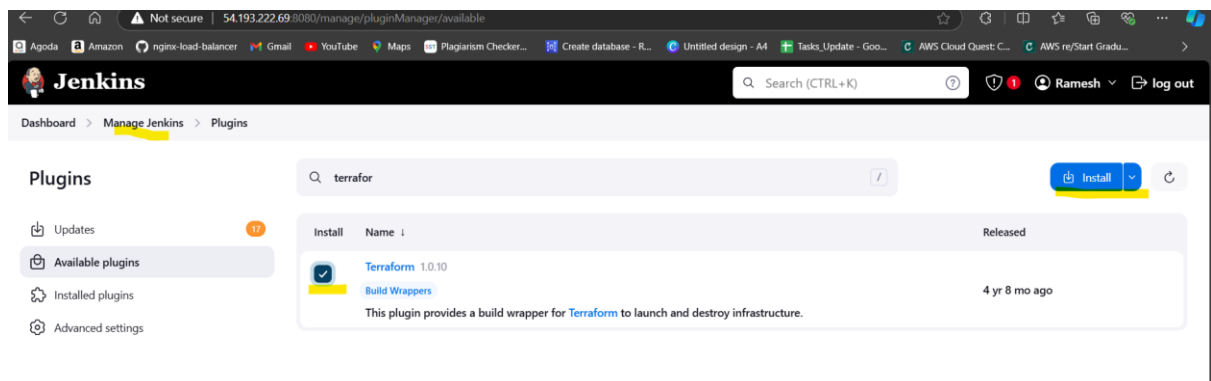 Not secure | 54.193.222.69:8080/manage/pluginManager/available
Agoda Amazon nginx-load-balancer Gmail YouTube Maps Plagiarism Checker... Create database - R... Untitled design - A4 Tasks_Update - Goo... AWS Cloud Quest: C... AWS re/Start Gradu...
Jenkins Search (CTRL+K) ? 1 Ramesh log out
Dashboard > Manage Jenkins > Plugins
Plugins terrafor / Install
Updates 17 Install Name ↓ Released
Available plugins Terraform 1.0.10
Installed plugins Build Wrappers 4 yr 8 mo ago
This plugin provides a build wrapper for Terraform to launch and destroy infrastructure.
Advanced settings